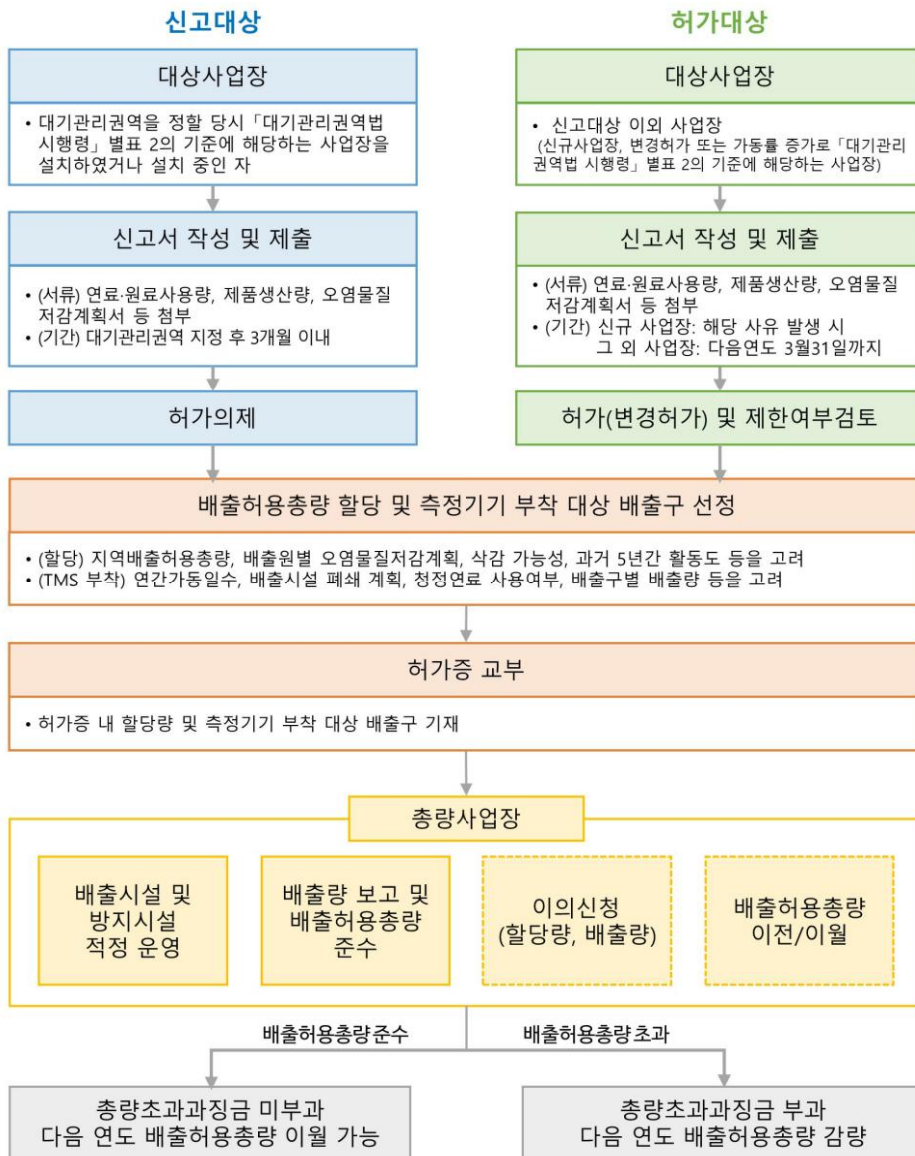 신고대상
허가대상
대상사업장
• 대기관리권역을 정할 당시 「대기관리권역법
시행령」 별표 2의 기준에 해당하는 사업장을
설치하였거나 설치 중인 자
대상사업장
• 신고대상 이외 사업장
(신규사업장, 변경허가 또는 가동률 증가로 「대기관리
권역법 시행령」 별표 2의 기준에 해당하는 사업장)
신고서 작성 및 제출
• (서류) 연료·원료사용량, 제품생산량, 오염물질
저감계획서 등 첨부
• (기간) 대기관리권역 지정 후 3개월 이내
신고서 작성 및 제출
• (서류) 연료·원료사용량, 제품생산량, 오염물질
저감계획서 등 첨부
• (기간) 신규 사업장: 해당 사유 발생 시
그 외 사업장: 다음연도 3월31일까지
허가의제
허가(변경허가) 및 제한여부검토
배출허용총량 할당 및 측정기기 부착 대상 배출구 선정
• (할당) 지역배출허용총량, 배출원별 오염물질저감계획, 삭감 가능성, 과거 5년간 활동도 등을 고려
• (TMS 부착) 연간가동일수, 배출시설 폐쇄 계획, 청정연료 사용여부, 배출구별 배출량 등을 고려
허가증 교부
• 허가증 내 할당량 및 측정기기 부착 대상 배출구 기재
총량사업장
배출시설 및
방지시설
적정 운영
배출량 보고 및
배출허용총량
준수
이의신청
(할당량, 배출량)
배출허용총량
이전/이월
배출허용총량 준수
배출허용총량 초과
총량초과과징금 미부과
다음 연도 배출허용총량 이월 가능
총량초과과징금 부과
다음 연도 배출허용총량 감량